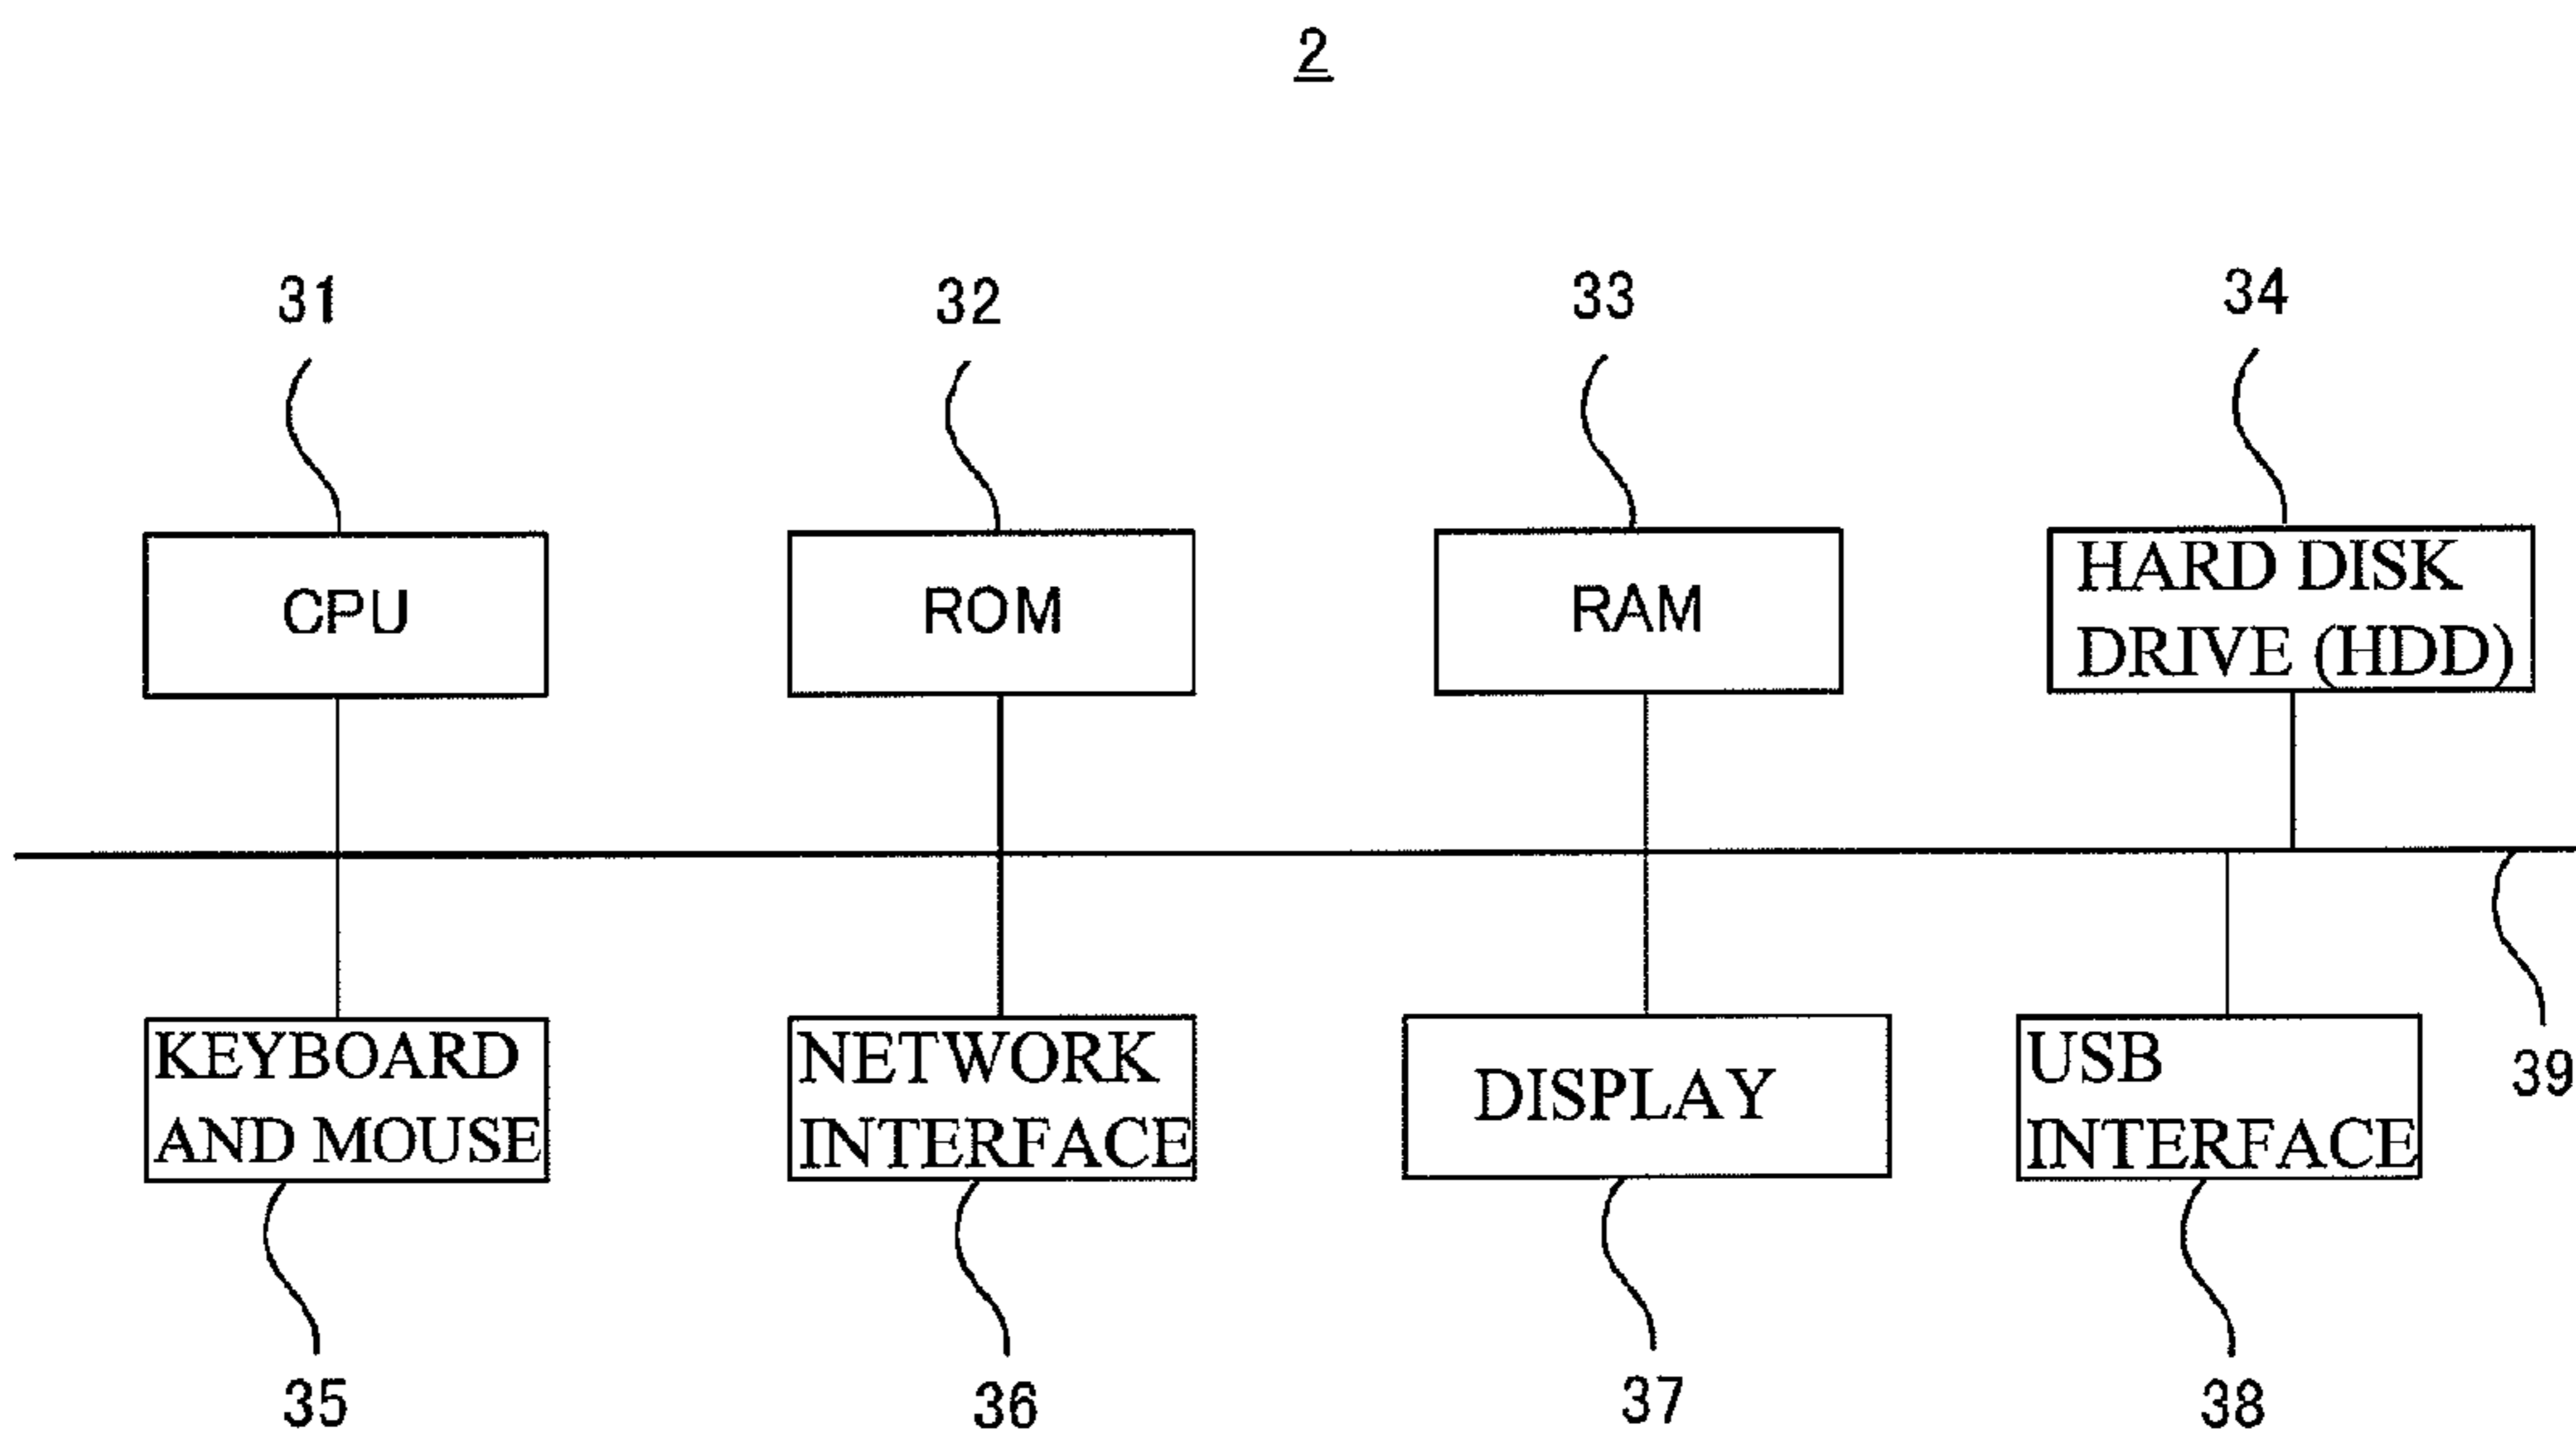 2
31
32
33
34
CPU
ROM
RAM
HARD DISK
DRIVE (HDD)
KEYBOARD
AND MOUSE
NETWORK
INTERFACE
DISPLAY
USB
INTERFACE
39
35
36
37
38